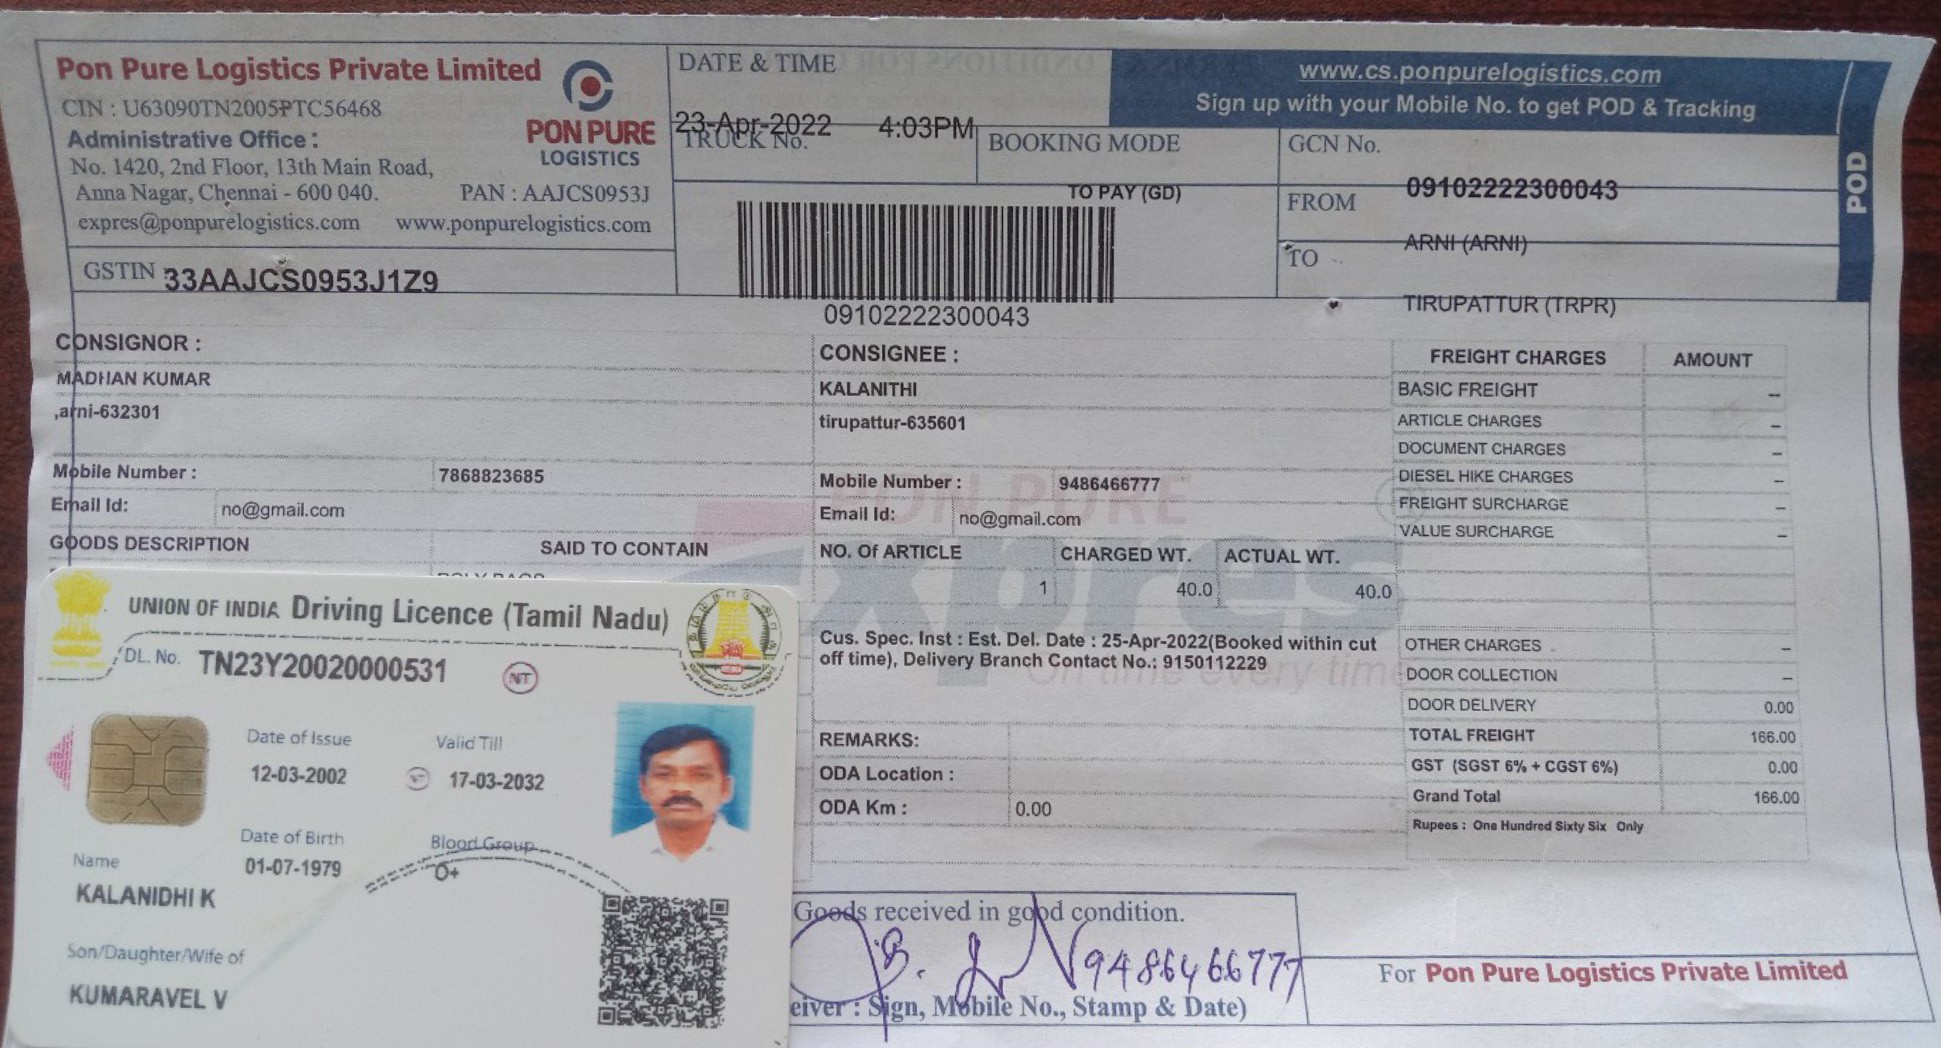 Pon Pure Logistics Private Limited
CIN : U63090TN2005PTC56468
Administrative Office :
No. 1420, 2nd Floor, 13th Main Road,
Anna Nagar, Chennai - 600 040.
PAN : AAJCS0953J
expres@ponpurelogistics.com www.ponpurelogistics.com
PON PURE
LOGISTICS
GSTIN 33AAJCS0953J1Z9
DATE & TIME
23-Apr-2022 4:03PM
TRUCK No.
BOOKING MODE
TO PAY (GD)
www.cs.ponpurelogistics.com
Sign up with your Mobile No. to get POD & Tracking
POD
GCN No.
09102222300043
FROM
ARNI (ARNI)
TO
TIRUPATTUR (TRPR)
09102222300043
CONSIGNOR :
MADHAN KUMAR
,arni-632301
Mobile Number : 7868823685
Email Id: no@gmail.com
GOODS DESCRIPTION SAID TO CONTAIN
CONSIGNEE :
KALANITHI
tirupattur-635601
Mobile Number : 9486466777
Email Id: no@gmail.com
NO. Of ARTICLE CHARGED WT. ACTUAL WT.
1 40.0 40.0
Cus. Spec. Inst : Est. Del. Date : 25-Apr-2022(Booked within cut
off time), Delivery Branch Contact No.: 9150112229
REMARKS:
ODA Location :
ODA Km : 0.00
PON PURE
expres
On time every time
FREIGHT CHARGES AMOUNT
BASIC FREIGHT –
ARTICLE CHARGES –
DOCUMENT CHARGES –
DIESEL HIKE CHARGES –
FREIGHT SURCHARGE –
VALUE SURCHARGE –
OTHER CHARGES –
DOOR COLLECTION –
DOOR DELIVERY 0.00
TOTAL FREIGHT 166.00
GST (SGST 6% + CGST 6%) 0.00
Grand Total 166.00
Rupees : One Hundred Sixty Six Only
Goods received in good condition.
9486466777
eiver : Sign, Mobile No., Stamp & Date)
For Pon Pure Logistics Private Limited
UNION OF INDIA Driving Licence (Tamil Nadu)
DL. No. TN23Y20020000531
NT
Date of Issue Valid Till
12-03-2002 17-03-2032
Date of Birth Blood Group
01-07-1979 O+
Name
KALANIDHI K
Son/Daughter/Wife of
KUMARAVEL V